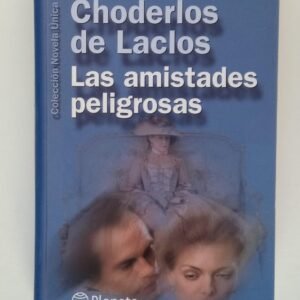 Choderlos
de Laclos
Las amistades
peligrosas
Colección Novela Única
Planeta